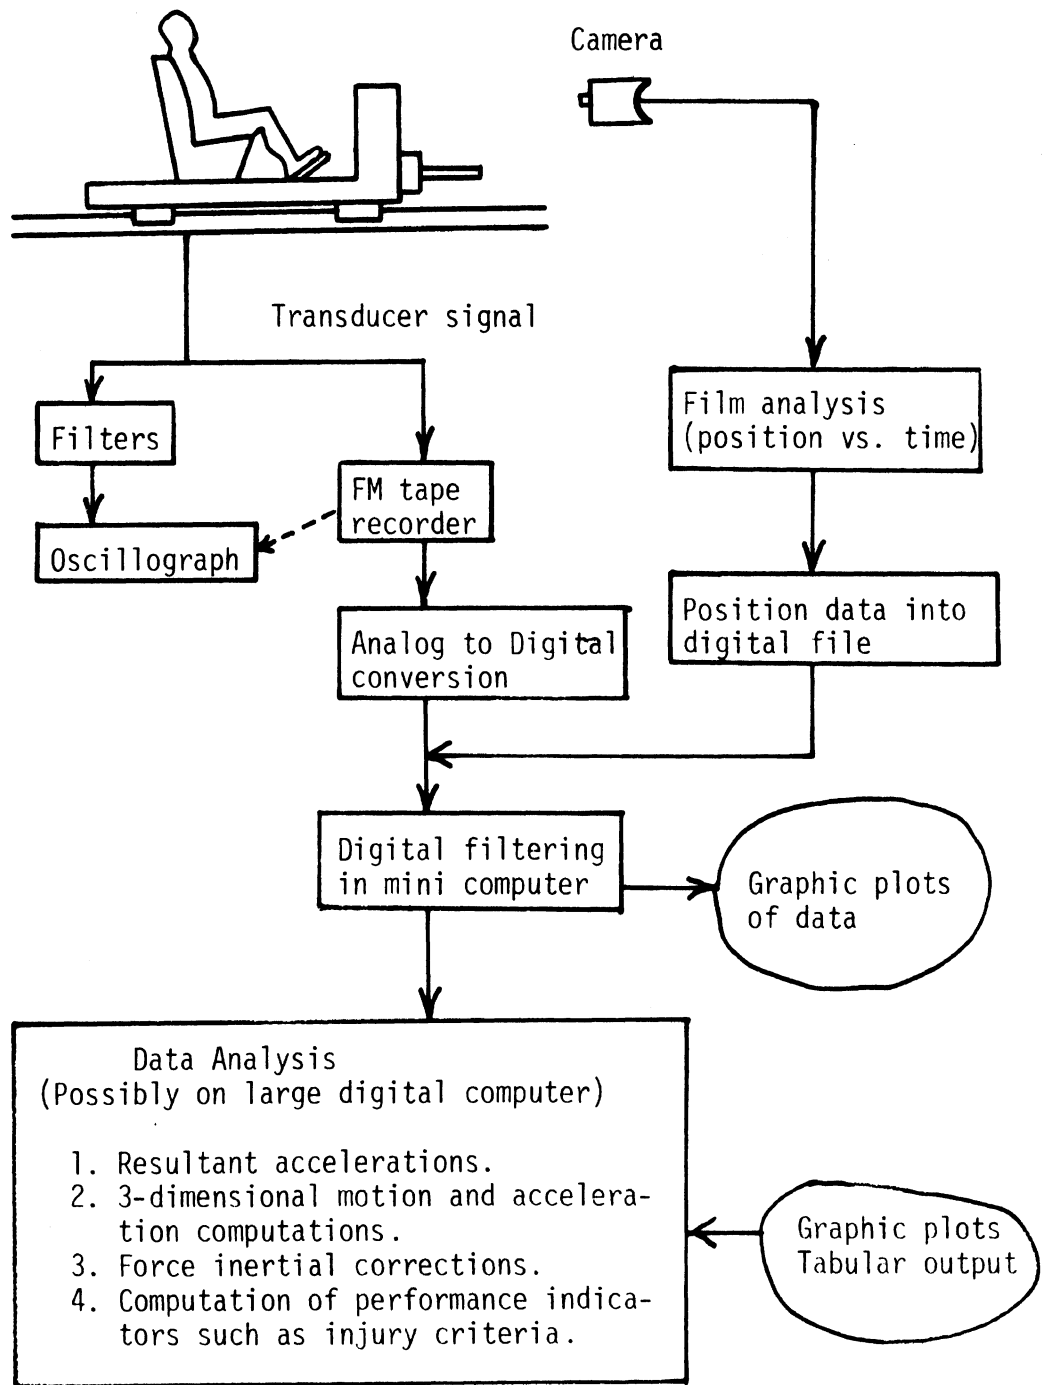 Camera
Transducer signal
Filters
Film analysis
(position vs. time)
FM tape
recorder
Oscillograph
Position data into
digital file
Analog to Digital
conversion
Digital filtering
in mini computer
Graphic plots
of data
Data Analysis
(Possibly on large digital computer)
1. Resultant accelerations.
2. 3-dimensional motion and accelera-
tion computations.
3. Force inertial corrections.
4. Computation of performance indica-
tors such as injury criteria.
Graphic plots
Tabular output